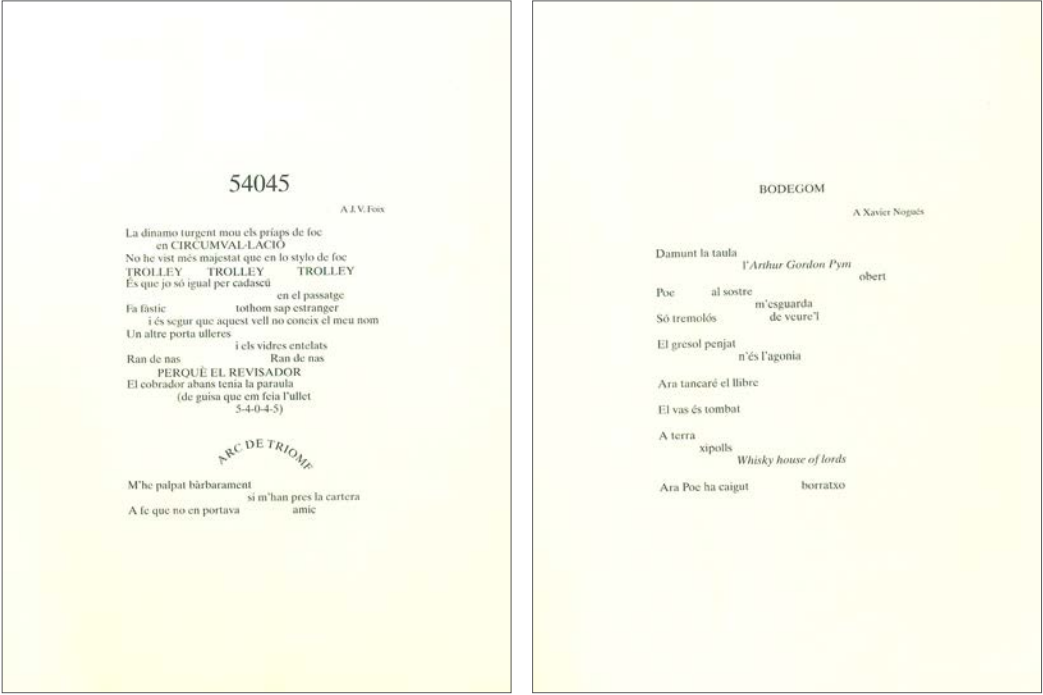 54045
A J. V. Foix
La dinamo turgent mou els príaps de foc
en CIRCUMVAL·LACIÓ
No he vist més majestat que en lo stylo de foc
TROLLEY TROLLEY TROLLEY
És que jo só igual per cadascú
en el passatge
Fa fàstic tothom sap estranger
i és segur que aquest vell no coneix el meu nom
Un altre porta ulleres
i els vidres entelats
Ran de nas Ran de nas
PERQUÈ EL REVISADOR
El cobrador abans tenia la paraula
(de guisa que em feia l'ullet
5-4-0-4-5)
ARC DE TRIOMF
M'he palpat bàrbarament
si m'han pres la cartera
A fe que no en portava amic
BODEGOM
A Xavier Nogués
Damunt la taula
l'Arthur Gordon Pym
obert
Poe al sostre
m'esguarda
Só tremolós de veure'l
El gresol penjat
n'és l'agonia
Ara tancaré el llibre
El vas és tombat
A terra
xipolls
Whisky house of lords
Ara Poe ha caigut borratxo